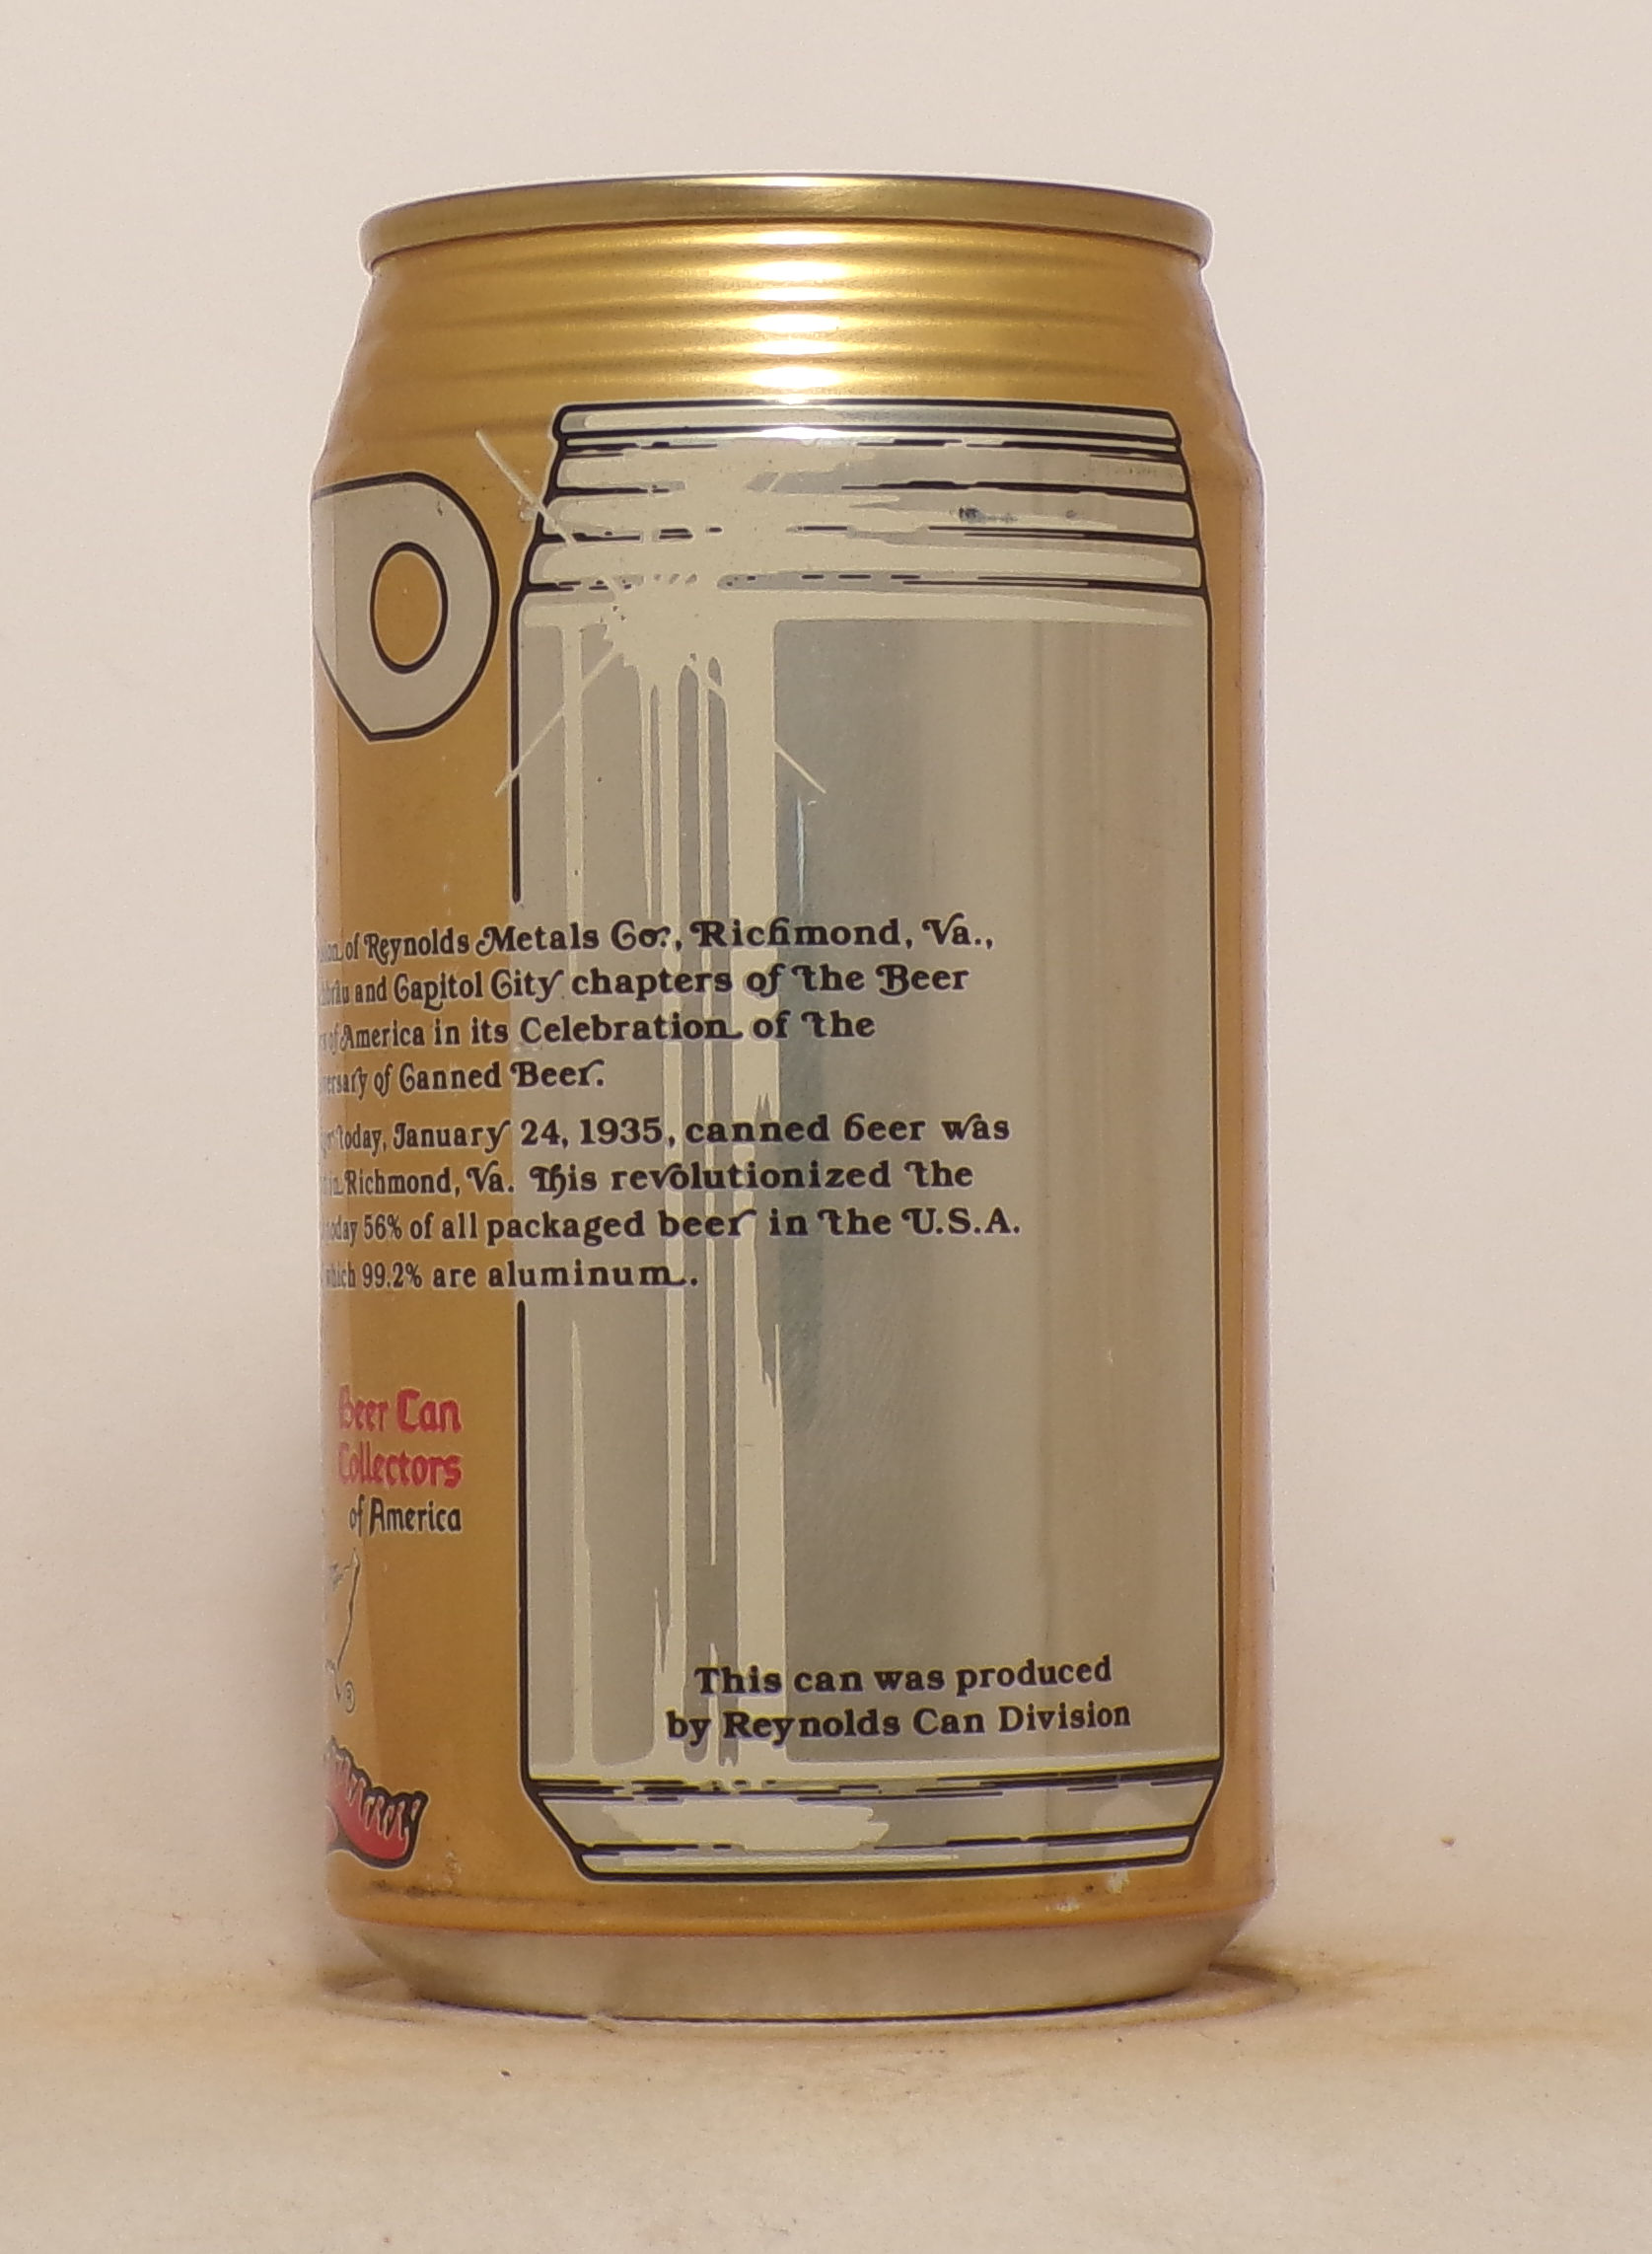 O
of Reynolds Metals Co., Richmond, Va.,
and Capitol City chapters of the Beer
of America in its Celebration of the
of Canned Beer.
today, January 24, 1935, canned beer was
in Richmond, Va. This revolutionized the
today 56% of all packaged beer in the U.S.A.
which 99.2% are aluminum.
Beer Can
Collectors
of America
®
This can was produced
by Reynolds Can Division